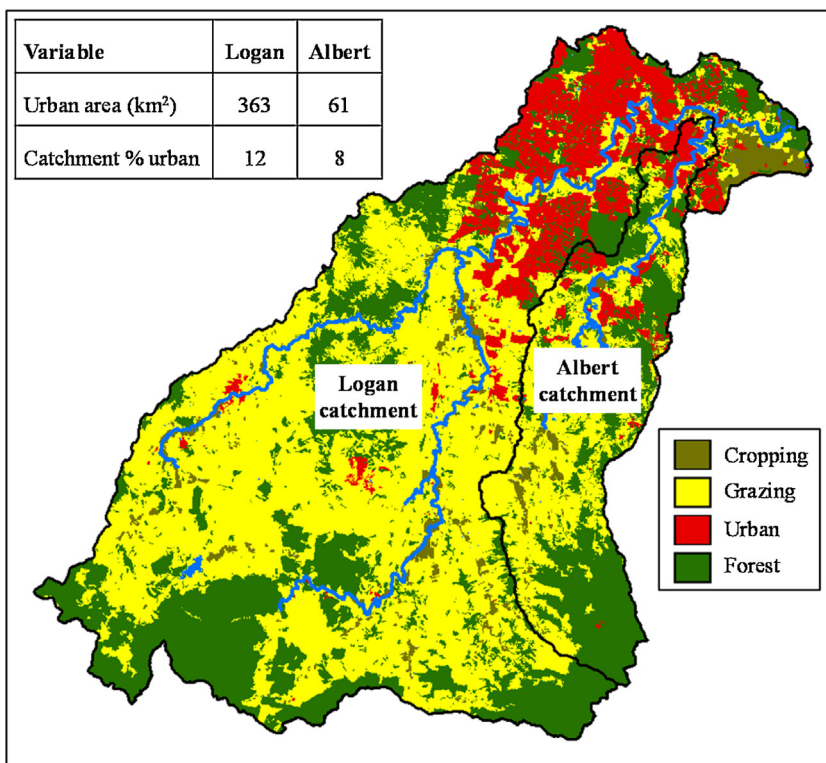 Variable Logan Albert
Urban area (km²) 363 61
Catchment % urban 12 8
Logan
catchment
Albert
catchment
Cropping
Grazing
Urban
Forest